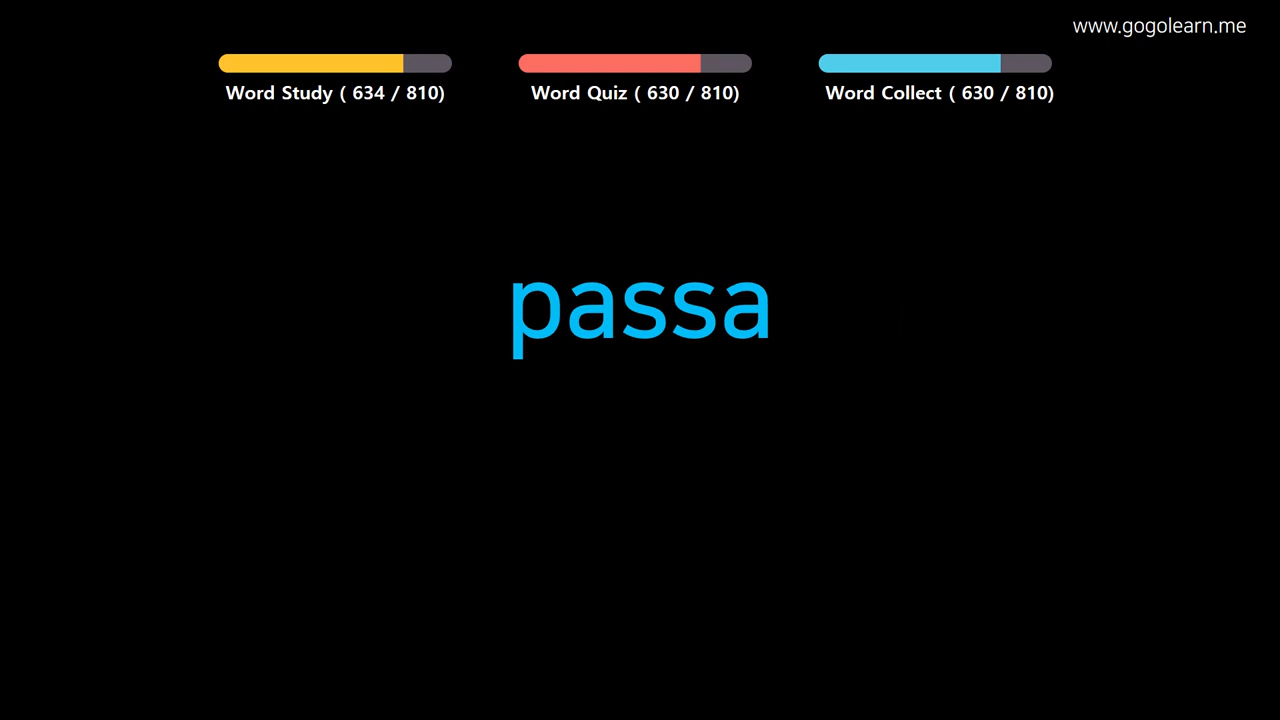 www.gogolearn.me
Word Study ( 634 / 810)
Word Quiz ( 630 / 810)
Word Collect ( 630 / 810)
passa